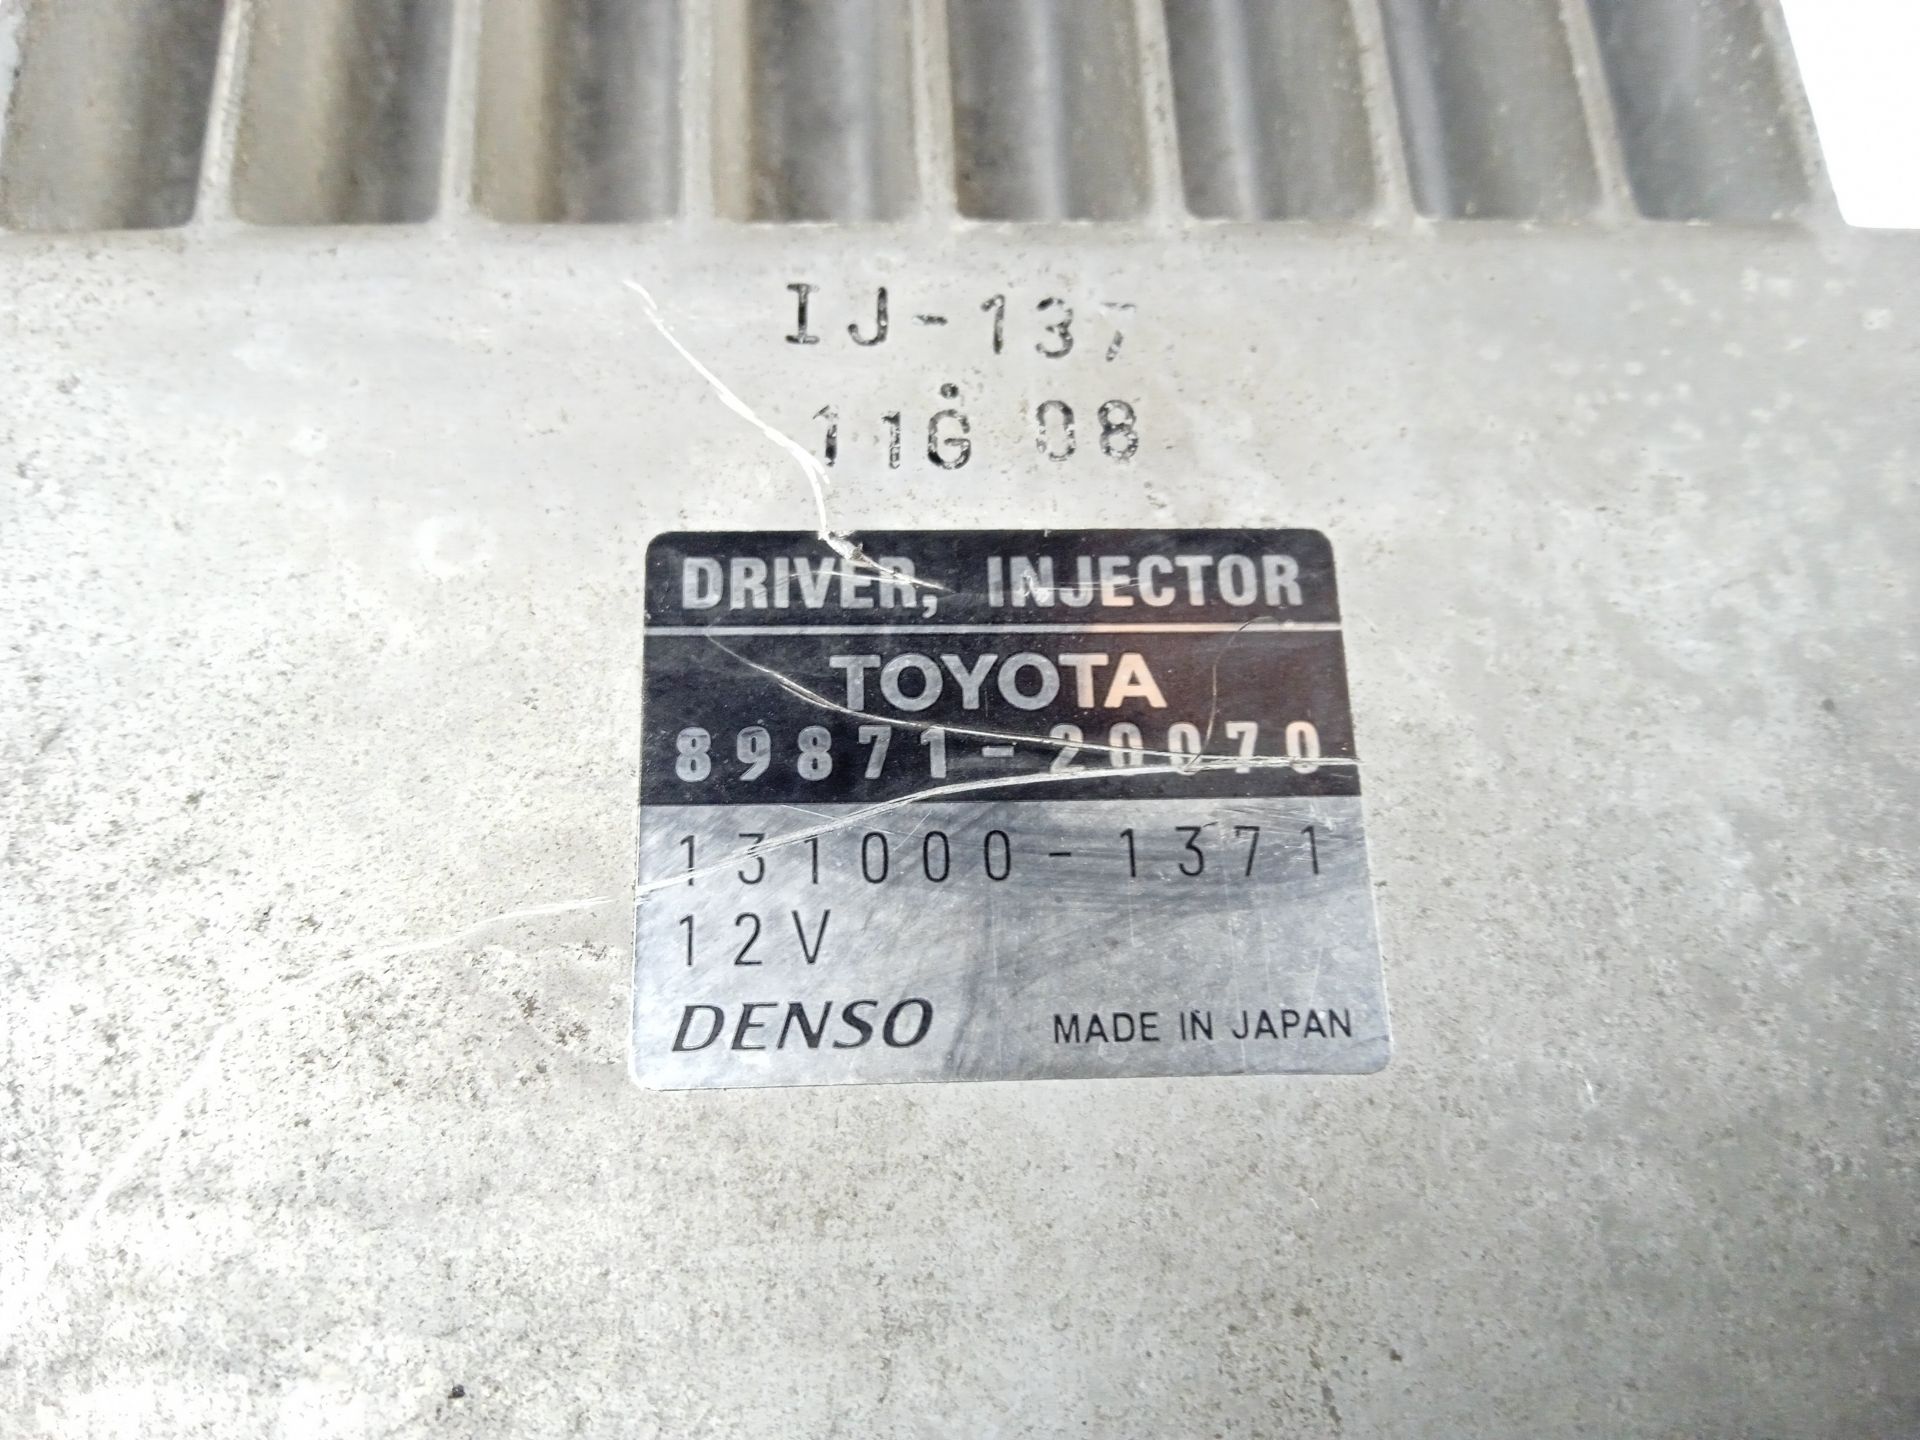 IJ-137
11G 08
DRIVER, INJECTOR
TOYOTA
89871-20070
131000-1371
12V
DENSO MADE IN JAPAN